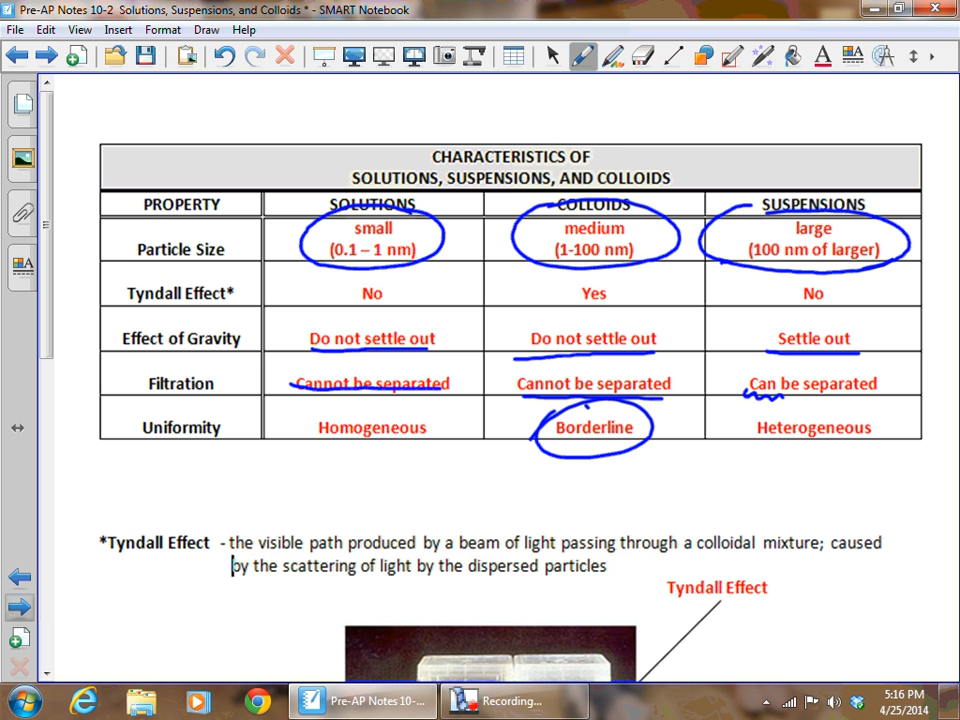 Pre-AP Notes 10-2 Solutions, Suspensions, and Colloids * - SMART Notebook
File Edit View Insert Format Draw Help
CHARACTERISTICS OF
SOLUTIONS, SUSPENSIONS, AND COLLOIDS
PROPERTY SOLUTIONS COLLOIDS SUSPENSIONS
Particle Size small (0.1 – 1 nm) medium (1-100 nm) large (100 nm of larger)
Tyndall Effect* No Yes No
Effect of Gravity Do not settle out Do not settle out Settle out
Filtration Cannot be separated Cannot be separated Can be separated
Uniformity Homogeneous Borderline Heterogeneous
*Tyndall Effect - the visible path produced by a beam of light passing through a colloidal mixture; caused
by the scattering of light by the dispersed particles
Tyndall Effect
Pre-AP Notes 10-... Recording...
5:16 PM
4/25/2014